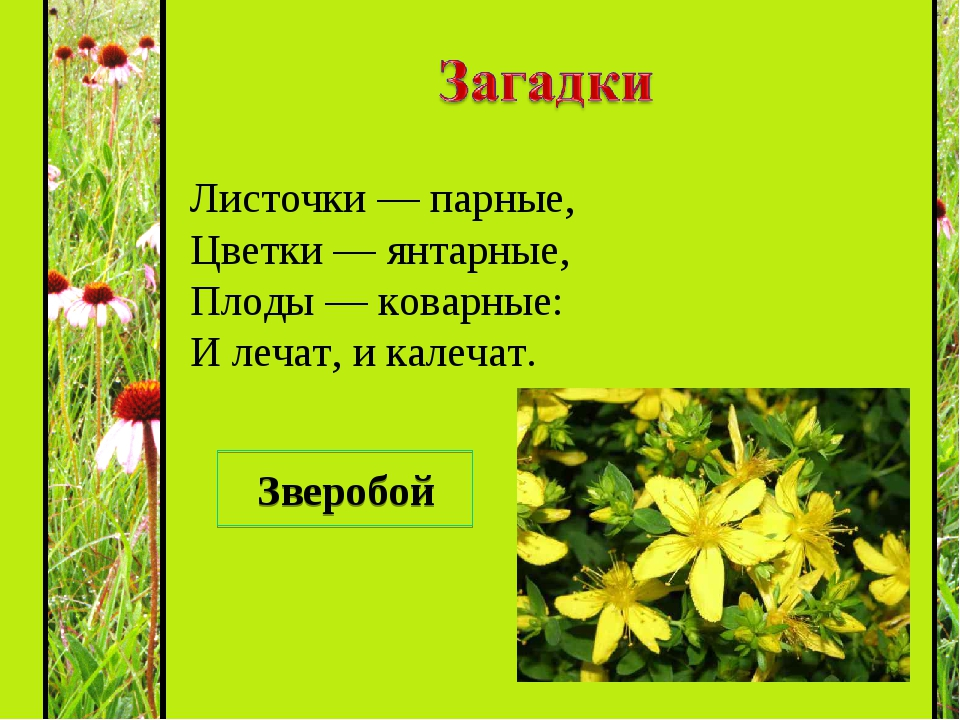 Загадки
Листочки — парные,
Цветки — янтарные,
Плоды — коварные:
И лечат, и калечат.
Зверобой